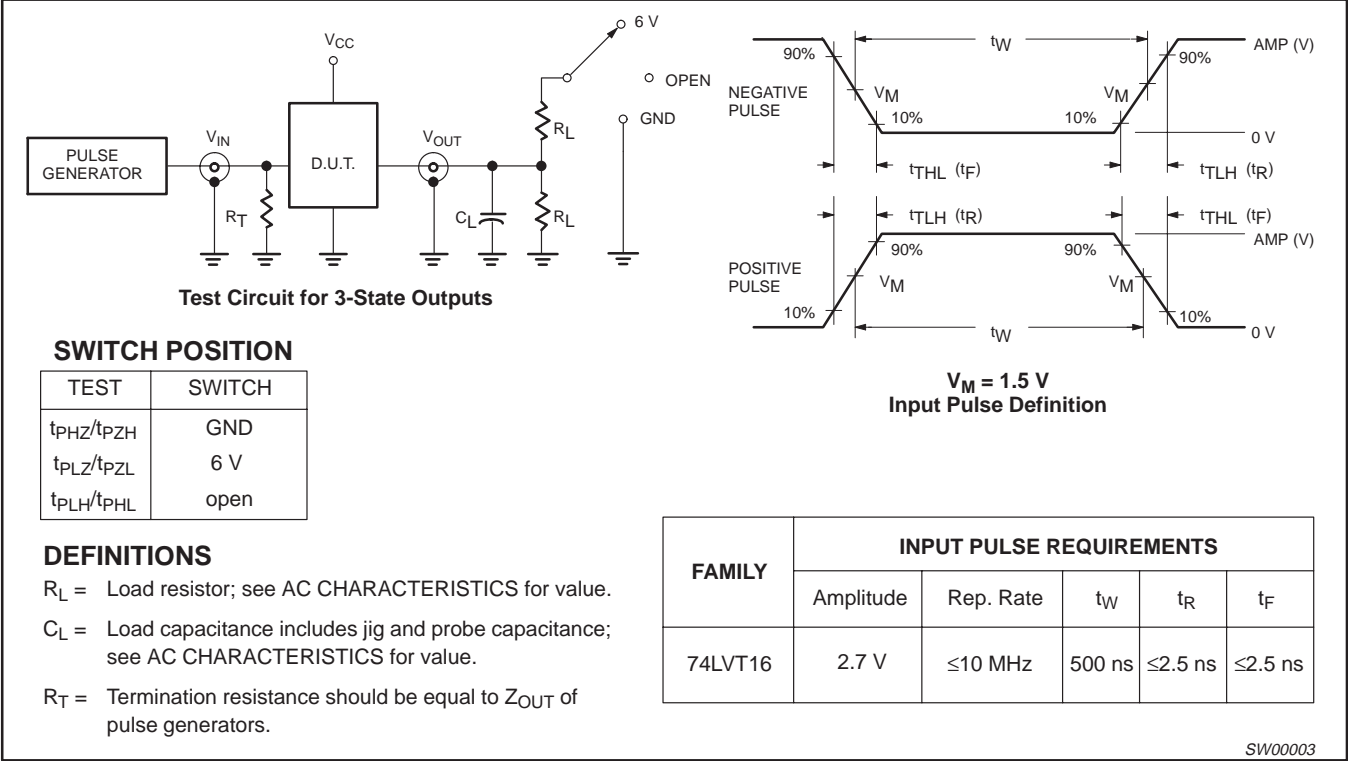 6 V
VCC
OPEN
GND
RL
VIN
VOUT
PULSE
GENERATOR
D.U.T.
RT
CL
RL
Test Circuit for 3-State Outputs
90%
tW
90%
AMP (V)
NEGATIVE
PULSE
VM
VM
10%
10%
0 V
tTHL (tF)
tTLH (tR)
tTLH (tR)
tTHL (tF)
AMP (V)
90%
90%
POSITIVE
PULSE
VM
VM
10%
10%
tW
0 V
VM = 1.5 V
Input Pulse Definition
SWITCH POSITION
TEST SWITCH
tPHZ/tPZH GND
tPLZ/tPZL 6 V
tPLH/tPHL open
DEFINITIONS
RL = Load resistor; see AC CHARACTERISTICS for value.
CL = Load capacitance includes jig and probe capacitance;
see AC CHARACTERISTICS for value.
RT = Termination resistance should be equal to ZOUT of
pulse generators.
FAMILY
INPUT PULSE REQUIREMENTS
Amplitude Rep. Rate tW tR tF
74LVT16 2.7 V ≤10 MHz 500 ns ≤2.5 ns ≤2.5 ns
SW00003